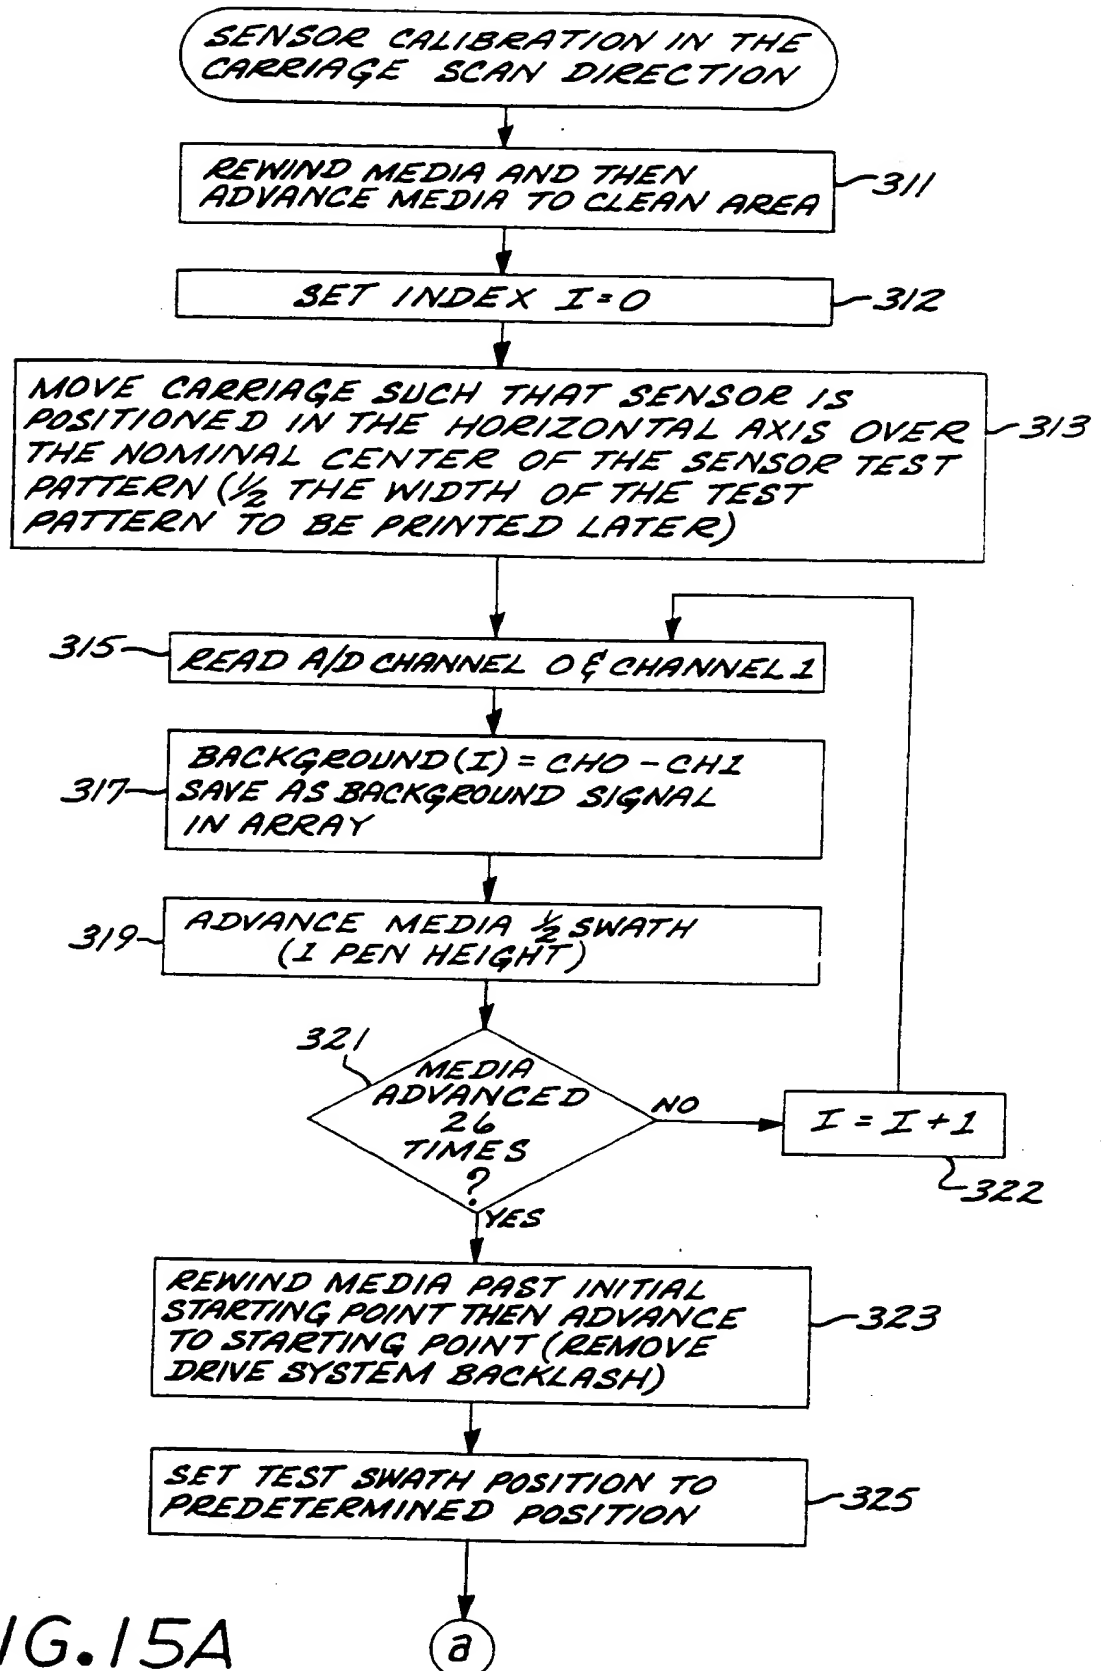 SENSOR CALIBRATION IN THE
CARRIAGE SCAN DIRECTION
REWIND MEDIA AND THEN
ADVANCE MEDIA TO CLEAN AREA
311
SET INDEX I=0
312
MOVE CARRIAGE SUCH THAT SENSOR IS
POSITIONED IN THE HORIZONTAL AXIS OVER
THE NOMINAL CENTER OF THE SENSOR TEST
PATTERN (1/2 THE WIDTH OF THE TEST
PATTERN TO BE PRINTED LATER)
313
315
READ A/D CHANNEL 0 & CHANNEL 1
BACKGROUND (I) = CH0 - CH1
SAVE AS BACKGROUND SIGNAL
IN ARRAY
317
ADVANCE MEDIA 1/2 SWATH
(1 PEN HEIGHT)
319
321
MEDIA
ADVANCED
26
TIMES
?
NO
I = I + 1
322
YES
REWIND MEDIA PAST INITIAL
STARTING POINT THEN ADVANCE
TO STARTING POINT (REMOVE
DRIVE SYSTEM BACKLASH)
323
SET TEST SWATH POSITION TO
PREDETERMINED POSITION
325
a
IG.15A